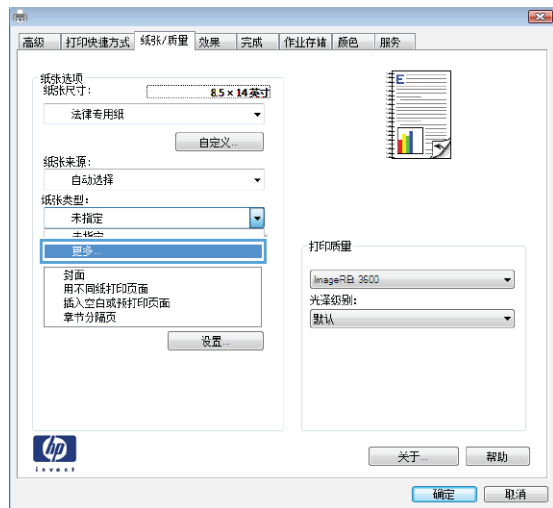 高级 打印快捷方式 纸张/质量 效果 完成 作业存储 颜色 服务
纸张选项
纸张尺寸: 8.5 × 14 英寸
法律专用纸
自定义...
纸张来源:
自动选择
纸张类型:
未指定
未指定
更多...
封面
用不同纸打印页面
插入空白或预打印页面
章节分隔页
设置...
E
打印质量
ImageREt 3600
光泽级别:
默认
hp
invent
关于... 帮助
确定 取消